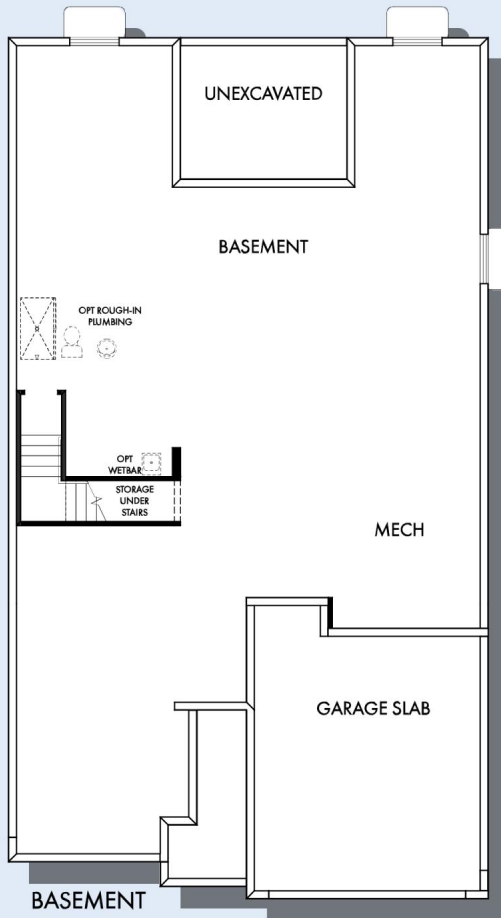 UNEXCAVATED
BASEMENT
OPT ROUGH-IN
PLUMBING
OPT
WETBAR
STORAGE
UNDER
STAIRS
MECH
GARAGE SLAB
BASEMENT